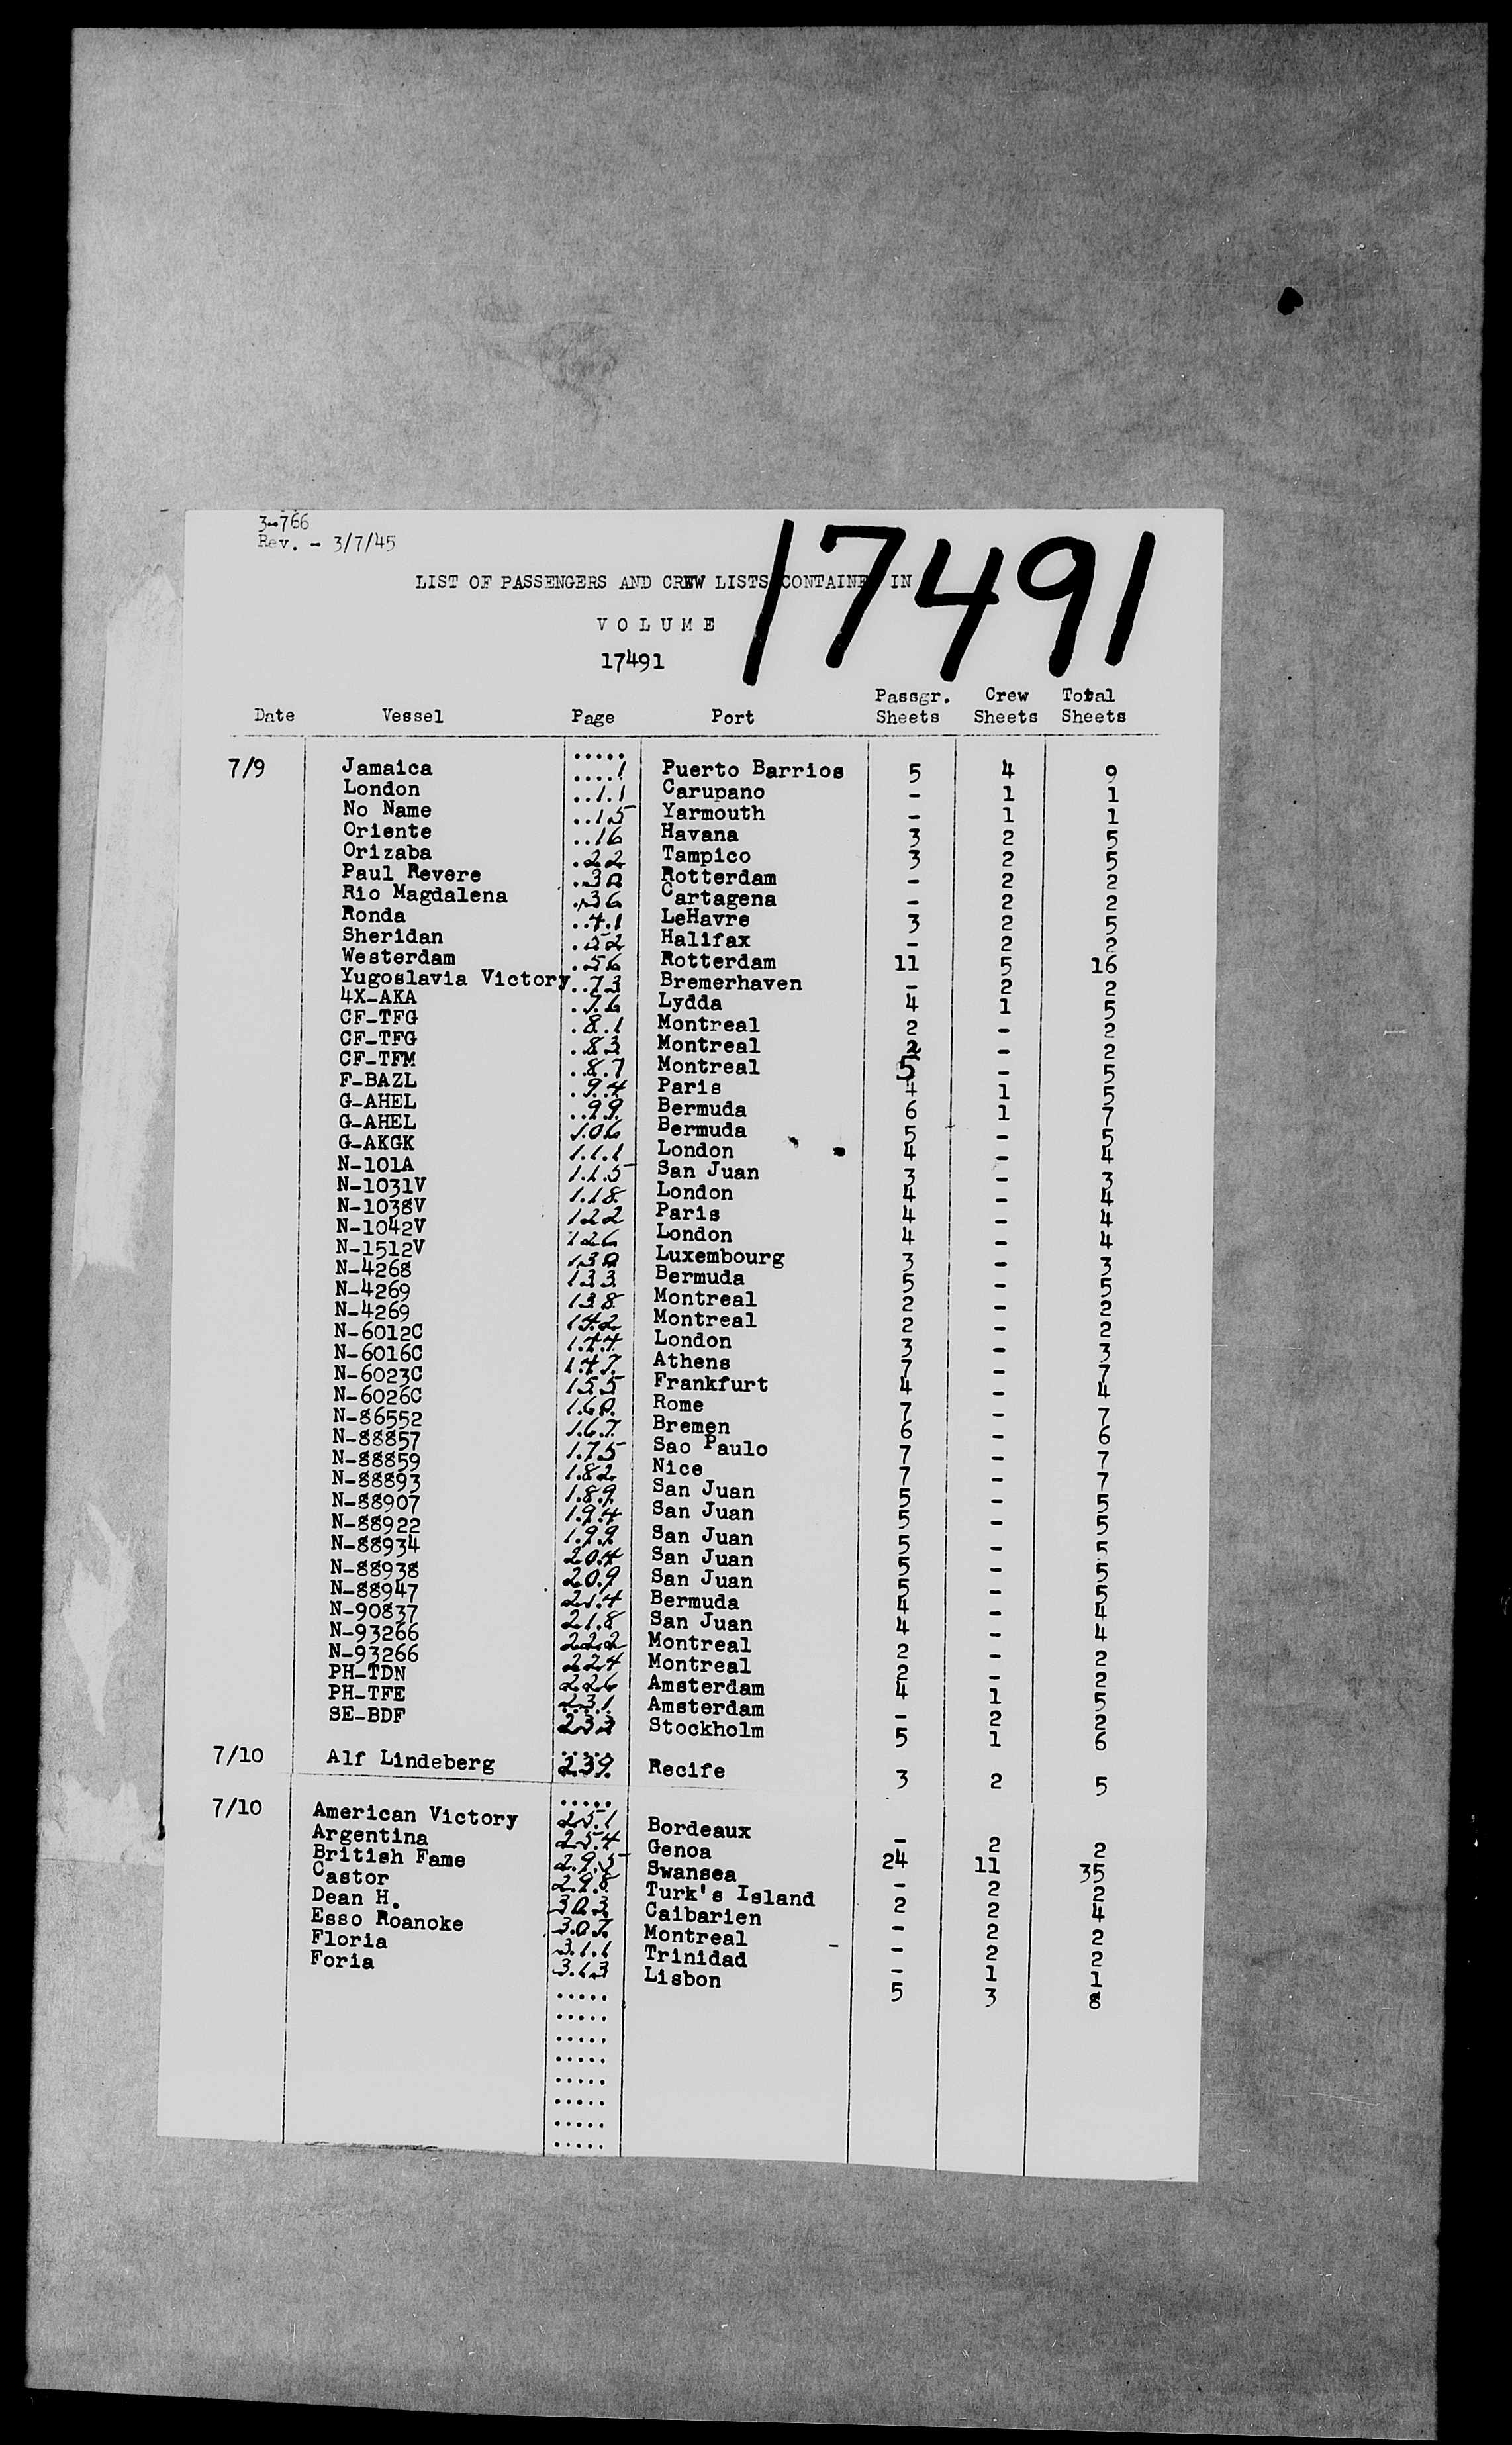 3-766
Rev. - 3/7/45
17491
LIST OF PASSENGERS AND CREW LISTS CONTAINED IN
VOLUME
17491
Date Vessel Page Port Passgr. Sheets Crew Sheets Total Sheets
7/9 Jamaica 1 Puerto Barrios 5 4 9
London 11 Carupano - 1 1
No Name 15 Yarmouth - 1 1
Oriente 16 Havana 3 2 5
Orizaba 22 Tampico 3 2 5
Paul Revere 30 Rotterdam - 2 2
Rio Magdalena 36 Cartagena - 2 2
Ronda 41 LeHavre 3 2 5
Sheridan 52 Halifax - 2 2
Westerdam 56 Rotterdam 11 5 16
Yugoslavia Victory 73 Bremerhaven - 2 2
4X-AKA 76 Lydda 4 1 5
CF-TFG 81 Montreal 2 - 2
CF-TFG 83 Montreal 2 - 2
CF-TFM 87 Montreal 5 - 5
F-BAZL 94 Paris 4 1 5
G-AHEL 99 Bermuda 6 1 7
G-AHEL 106 Bermuda 5 - 5
G-AKGK 111 London 4 - 4
N-101A 115 San Juan 3 - 3
N-1031V 118 London 4 - 4
N-1038V 122 Paris 4 - 4
N-1042V 126 London 4 - 4
N-1512V 130 Luxembourg 3 - 3
N-4268 133 Bermuda 5 - 5
N-4269 138 Montreal 2 - 2
N-4269 142 Montreal 2 - 2
N-6012C 144 London 3 - 3
N-6016C 147 Athens 7 - 7
N-6023C 155 Frankfurt 4 - 4
N-6026C 160 Rome 7 - 7
N-86552 167 Bremen 6 - 6
N-88857 175 Sao Paulo 7 - 7
N-88859 182 Nice 7 - 7
N-88893 189 San Juan 5 - 5
N-88907 194 San Juan 5 - 5
N-88922 199 San Juan 5 - 5
N-88934 204 San Juan 5 - 5
N-88938 209 San Juan 5 - 5
N-88947 214 Bermuda 4 - 4
N-90837 218 San Juan 4 - 4
N-93266 222 Montreal 2 - 2
N-93266 224 Montreal 2 - 2
PH-TDN 226 Amsterdam 4 1 5
PH-TFE 231 Amsterdam - 2 2
SE-BDF 233 Stockholm 5 1 6
7/10 Alf Lindeberg 239 Recife 3 2 5
7/10 American Victory 251 Bordeaux - 2 2
Argentina 254 Genoa 24 11 35
British Fame 295 Swansea - 2 2
Castor 298 Turk's Island 2 2 4
Dean H. 303 Caibarien - 2 2
Esso Roanoke 307 Montreal - 2 2
Floria 311 Trinidad - 1 1
Foria 313 Lisbon 5 3 8